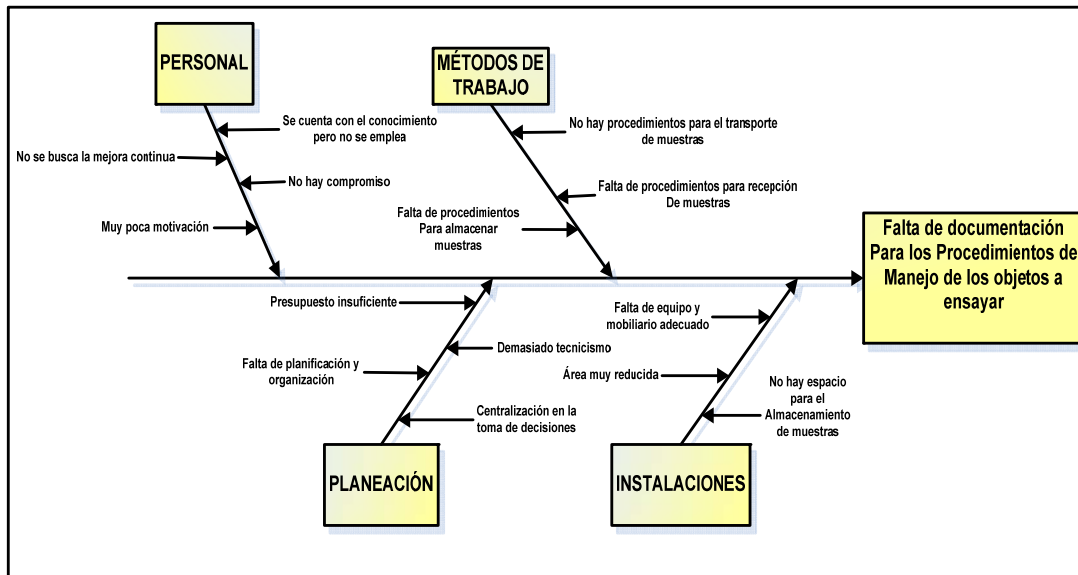 PERSONAL
MÉTODOS DE
TRABAJO
Se cuenta con el conocimiento
pero no se emplea
No se busca la mejora continua
No hay compromiso
Muy poca motivación
No hay procedimientos para el transporte
de muestras
Falta de procedimientos para recepción
De muestras
Falta de procedimientos
Para almacenar
muestras
Falta de documentación
Para los Procedimientos de
Manejo de los objetos a
ensayar
Presupuesto insuficiente
Demasiado tecnicismo
Falta de planificación y
organización
Centralización en la
toma de decisiones
Falta de equipo y
mobiliario adecuado
Área muy reducida
No hay espacio
para el
Almacenamiento
de muestras
PLANEACIÓN
INSTALACIONES